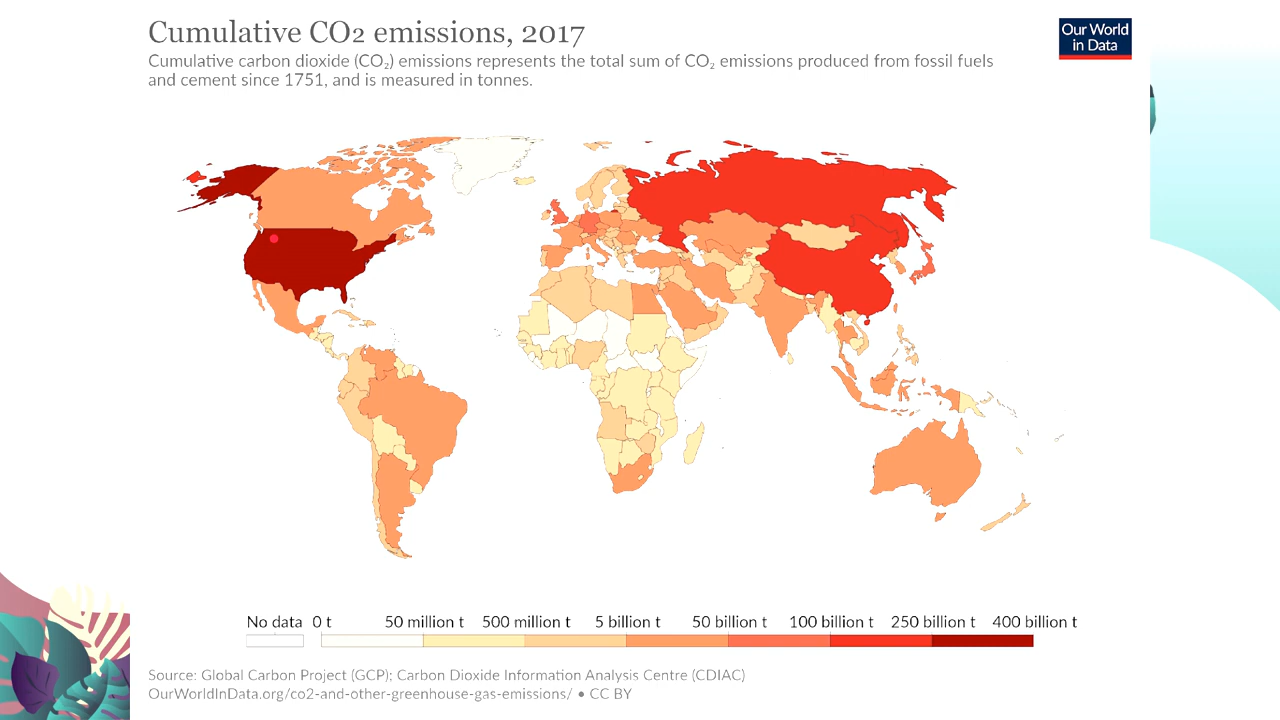 Cumulative CO2 emissions, 2017
Our World
in Data
Cumulative carbon dioxide (CO₂) emissions represents the total sum of CO₂ emissions produced from fossil fuels
and cement since 1751, and is measured in tonnes.
No data 0 t 50 million t 500 million t 5 billion t 50 billion t 100 billion t 250 billion t 400 billion t
Source: Global Carbon Project (GCP); Carbon Dioxide Information Analysis Centre (CDIAC)
OurWorldInData.org/co2-and-other-greenhouse-gas-emissions/ • CC BY